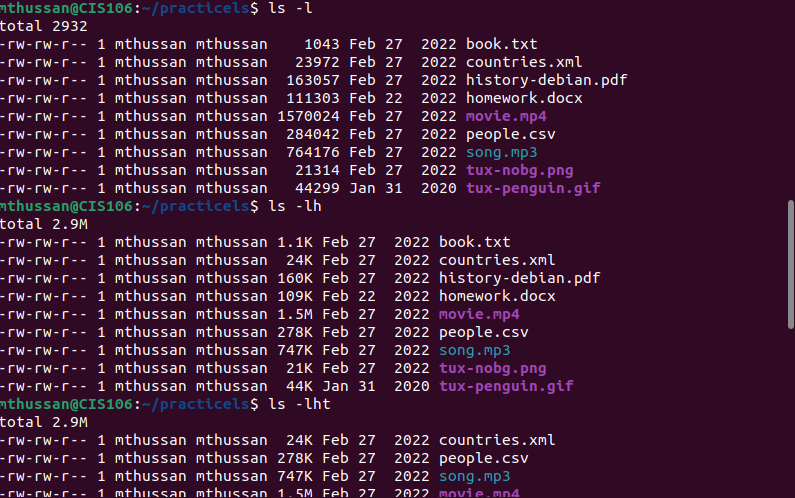 mthussan@CIS106:~/practicels$ ls -l
total 2932
-rw-rw-r-- 1 mthussan mthussan    1043 Feb 27  2022 book.txt
-rw-rw-r-- 1 mthussan mthussan   23972 Feb 27  2022 countries.xml
-rw-rw-r-- 1 mthussan mthussan  163057 Feb 27  2022 history-debian.pdf
-rw-rw-r-- 1 mthussan mthussan  111303 Feb 22  2022 homework.docx
-rw-rw-r-- 1 mthussan mthussan 1570024 Feb 27  2022 movie.mp4
-rw-rw-r-- 1 mthussan mthussan  284042 Feb 27  2022 people.csv
-rw-rw-r-- 1 mthussan mthussan  764176 Feb 27  2022 song.mp3
-rw-rw-r-- 1 mthussan mthussan   21314 Feb 27  2022 tux-nobg.png
-rw-rw-r-- 1 mthussan mthussan   44299 Jan 31  2020 tux-penguin.gif
mthussan@CIS106:~/practicels$ ls -lh
total 2.9M
-rw-rw-r-- 1 mthussan mthussan 1.1K Feb 27  2022 book.txt
-rw-rw-r-- 1 mthussan mthussan  24K Feb 27  2022 countries.xml
-rw-rw-r-- 1 mthussan mthussan 160K Feb 27  2022 history-debian.pdf
-rw-rw-r-- 1 mthussan mthussan 109K Feb 22  2022 homework.docx
-rw-rw-r-- 1 mthussan mthussan 1.5M Feb 27  2022 movie.mp4
-rw-rw-r-- 1 mthussan mthussan 278K Feb 27  2022 people.csv
-rw-rw-r-- 1 mthussan mthussan 747K Feb 27  2022 song.mp3
-rw-rw-r-- 1 mthussan mthussan  21K Feb 27  2022 tux-nobg.png
-rw-rw-r-- 1 mthussan mthussan  44K Jan 31  2020 tux-penguin.gif
mthussan@CIS106:~/practicels$ ls -lht
total 2.9M
-rw-rw-r-- 1 mthussan mthussan  24K Feb 27  2022 countries.xml
-rw-rw-r-- 1 mthussan mthussan 278K Feb 27  2022 people.csv
-rw-rw-r-- 1 mthussan mthussan 747K Feb 27  2022 song.mp3
-rw-rw-r-- 1 mthussan mthussan 1.5M Feb 27  2022 movie.mp4